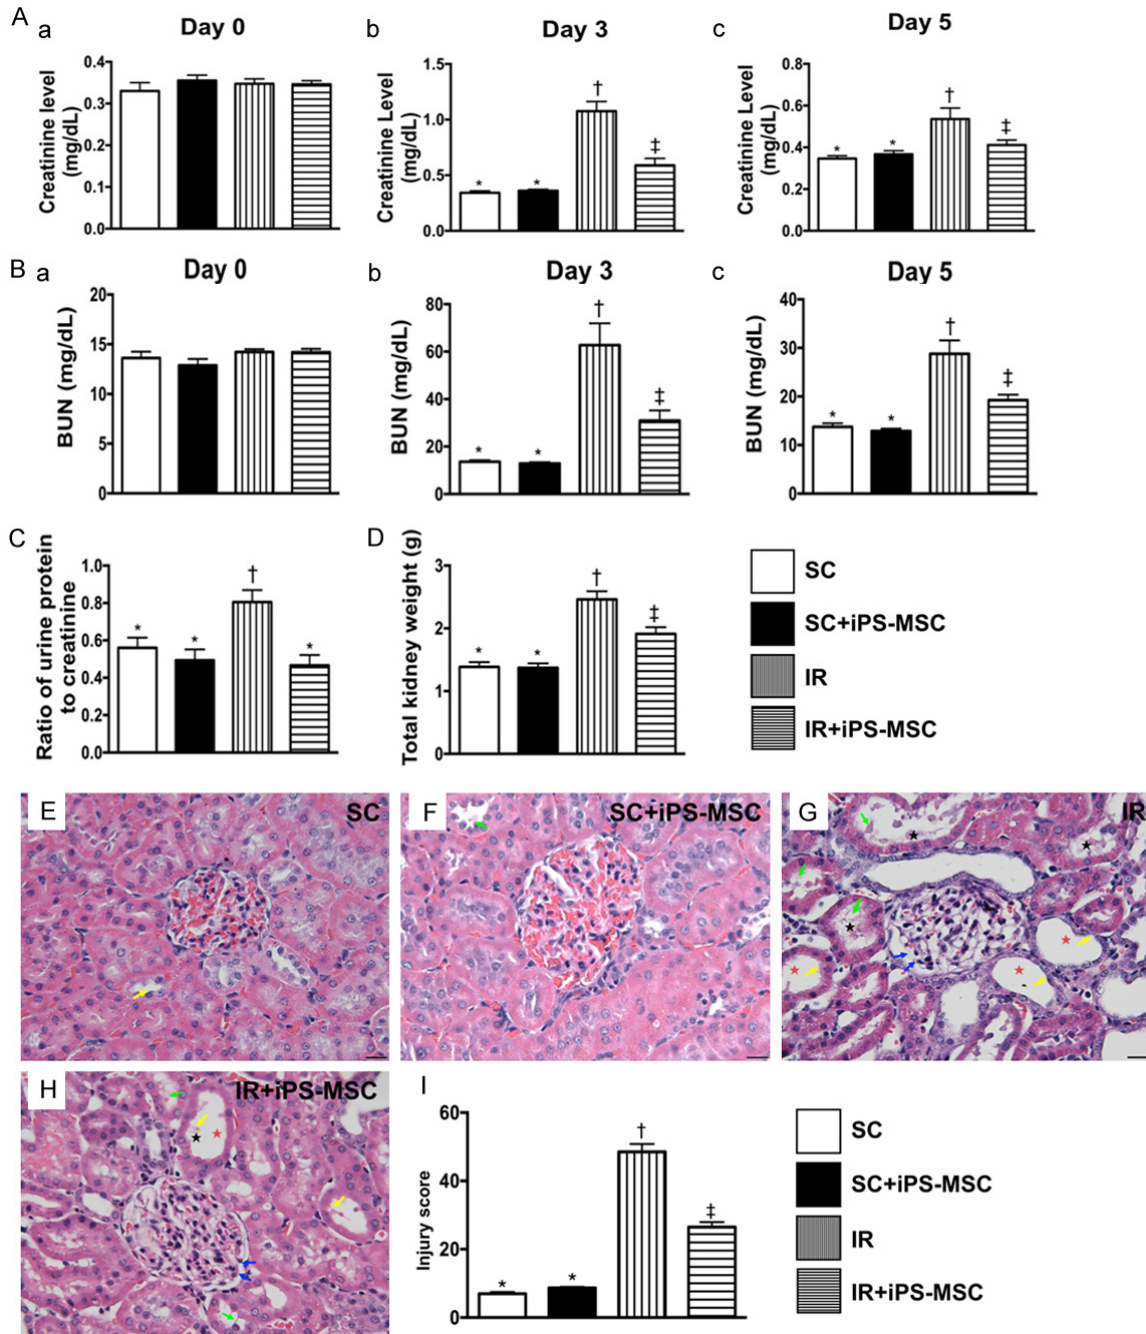 A
a
Day 0
Creatinine level
(mg/dL)
0.4
0.3
0.2
0.1
0.0
b
Day 3
Creatinine Level
(mg/dL)
1.5
1.0
0.5
0.0
*
*
†
‡
c
Day 5
Creatinine Level
(mg/dL)
0.8
0.6
0.4
0.2
0.0
*
*
†
‡
B
a
Day 0
BUN (mg/dL)
20
15
10
5
0
b
Day 3
BUN (mg/dL)
80
60
40
20
0
*
*
†
‡
c
Day 5
BUN (mg/dL)
40
30
20
10
0
*
*
†
‡
C
Ratio of urine protein
to creatinine
1.0
0.8
0.6
0.4
0.2
0.0
*
*
†
*
D
Total kidney weight (g)
3
2
1
0
*
*
†
‡
SC
SC+iPS-MSC
IR
IR+iPS-MSC
E
SC
F
SC+iPS-MSC
G
IR
H
IR+iPS-MSC
I
Injury score
60
40
20
0
*
*
†
‡
SC
SC+iPS-MSC
IR
IR+iPS-MSC